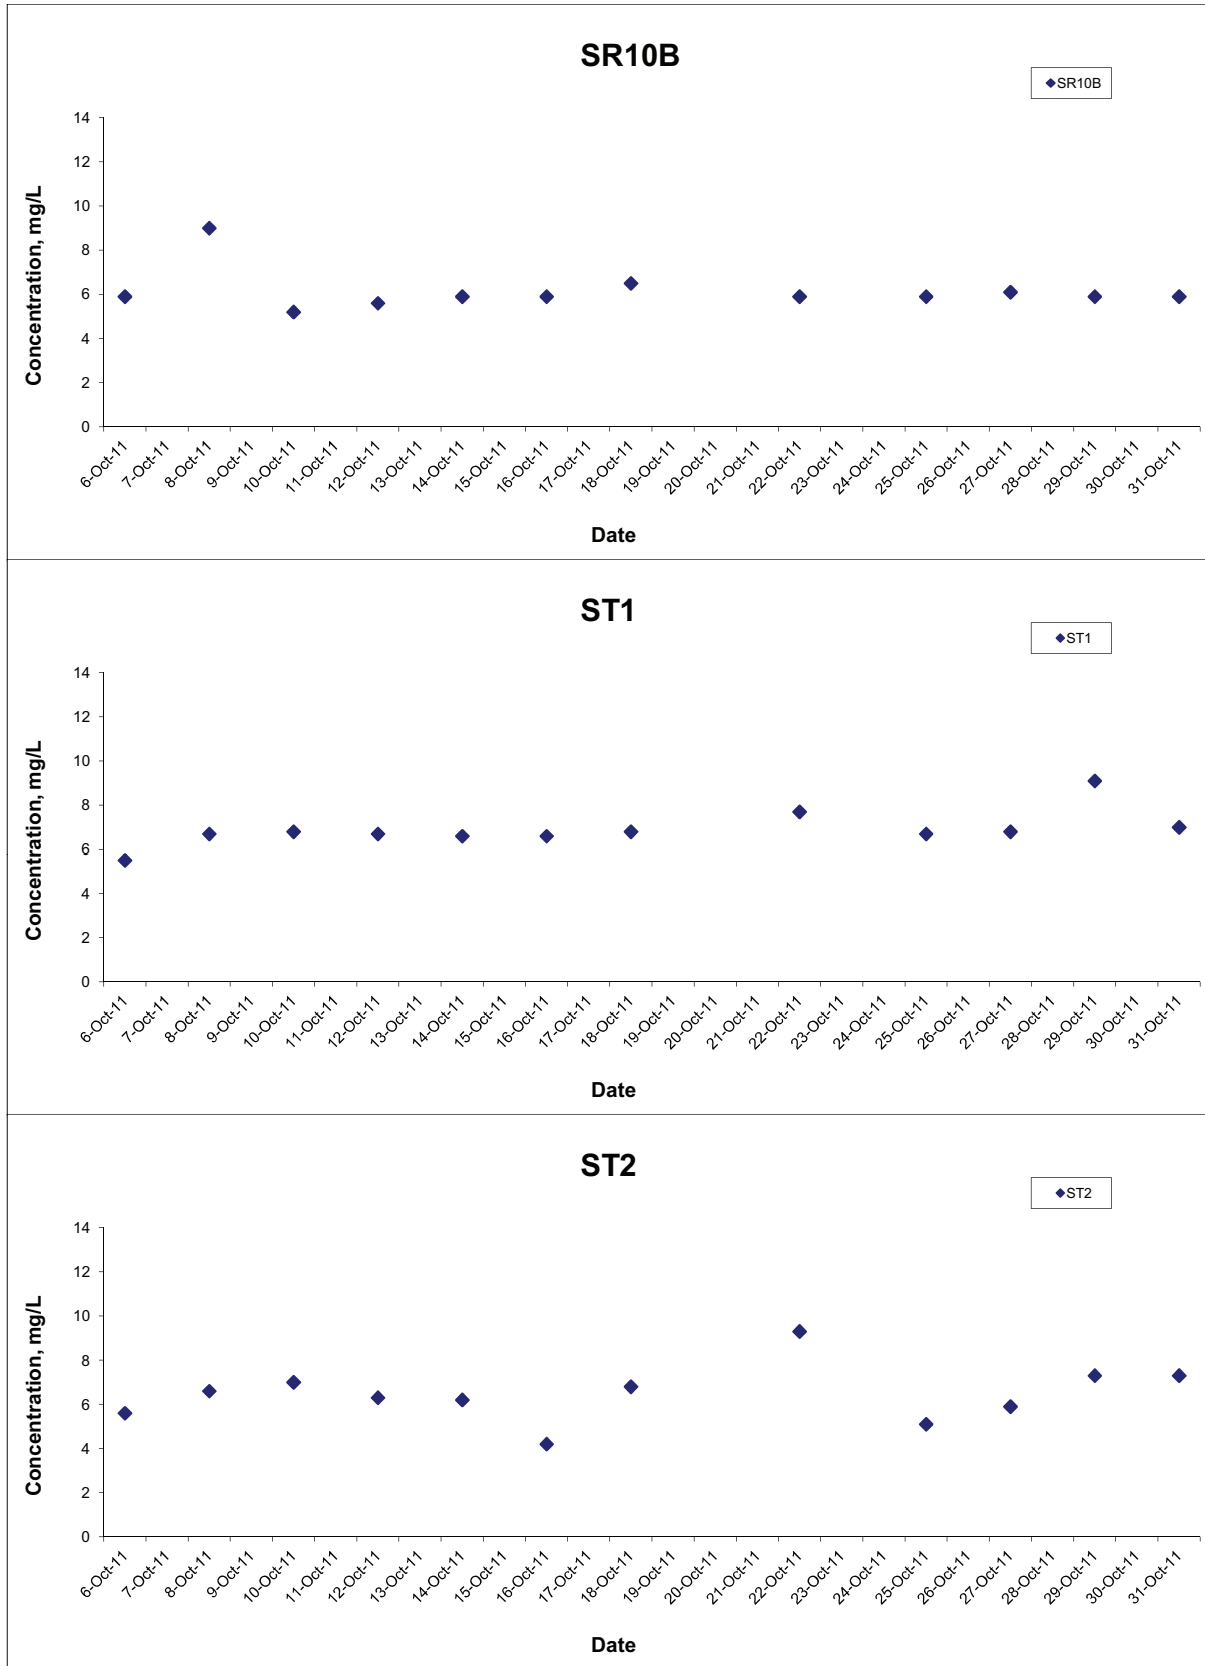 SR10B
SR10B
Concentration, mg/L
14
12
10
8
6
4
2
0
6-Oct-11
7-Oct-11
8-Oct-11
9-Oct-11
10-Oct-11
11-Oct-11
12-Oct-11
13-Oct-11
14-Oct-11
15-Oct-11
16-Oct-11
17-Oct-11
18-Oct-11
19-Oct-11
20-Oct-11
21-Oct-11
22-Oct-11
23-Oct-11
24-Oct-11
25-Oct-11
26-Oct-11
27-Oct-11
28-Oct-11
29-Oct-11
30-Oct-11
31-Oct-11
Date
ST1
ST1
Concentration, mg/L
14
12
10
8
6
4
2
0
6-Oct-11
7-Oct-11
8-Oct-11
9-Oct-11
10-Oct-11
11-Oct-11
12-Oct-11
13-Oct-11
14-Oct-11
15-Oct-11
16-Oct-11
17-Oct-11
18-Oct-11
19-Oct-11
20-Oct-11
21-Oct-11
22-Oct-11
23-Oct-11
24-Oct-11
25-Oct-11
26-Oct-11
27-Oct-11
28-Oct-11
29-Oct-11
30-Oct-11
31-Oct-11
Date
ST2
ST2
Concentration, mg/L
14
12
10
8
6
4
2
0
6-Oct-11
7-Oct-11
8-Oct-11
9-Oct-11
10-Oct-11
11-Oct-11
12-Oct-11
13-Oct-11
14-Oct-11
15-Oct-11
16-Oct-11
17-Oct-11
18-Oct-11
19-Oct-11
20-Oct-11
21-Oct-11
22-Oct-11
23-Oct-11
24-Oct-11
25-Oct-11
26-Oct-11
27-Oct-11
28-Oct-11
29-Oct-11
30-Oct-11
31-Oct-11
Date